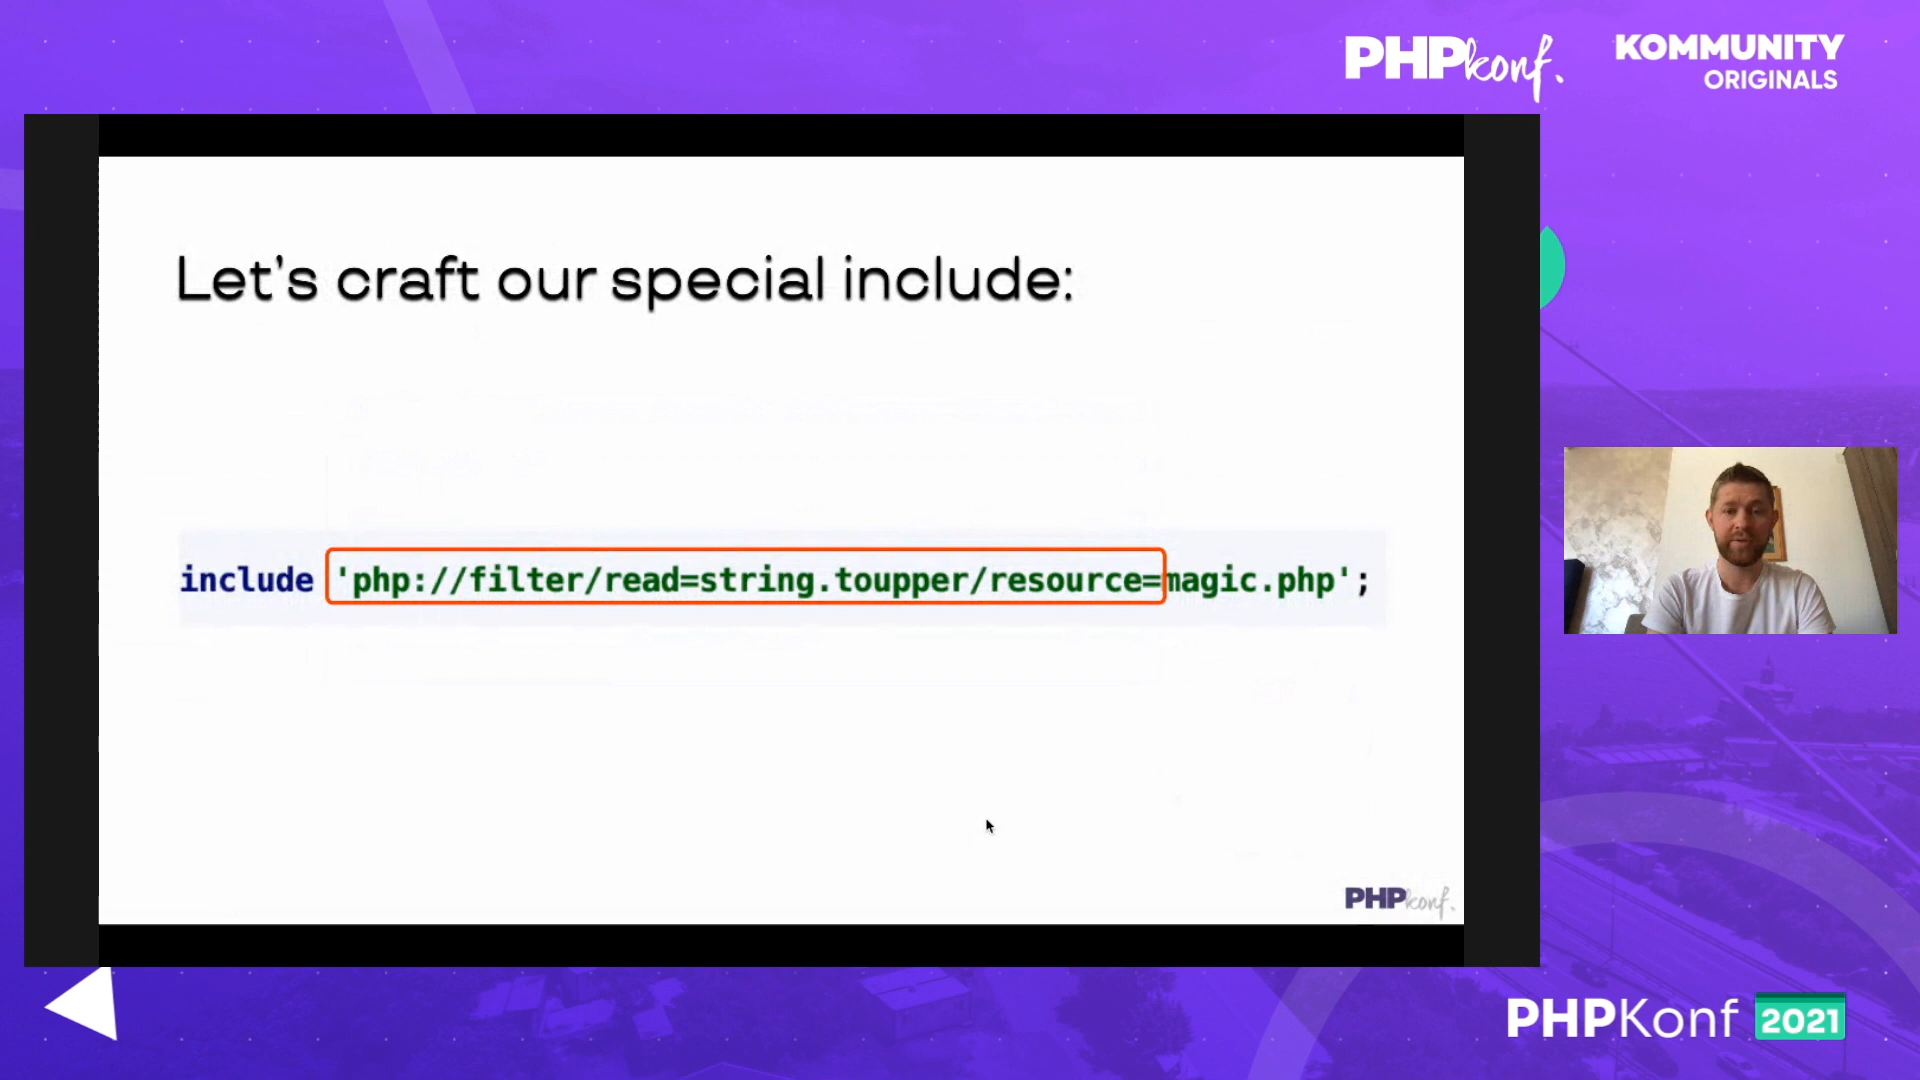 PHPkonf.
KOMMUNITY
ORIGINALS
Let's craft our special include:
include 'php://filter/read=string.toupper/resource=magic.php';
PHPkonf.
PHPKonf 2021